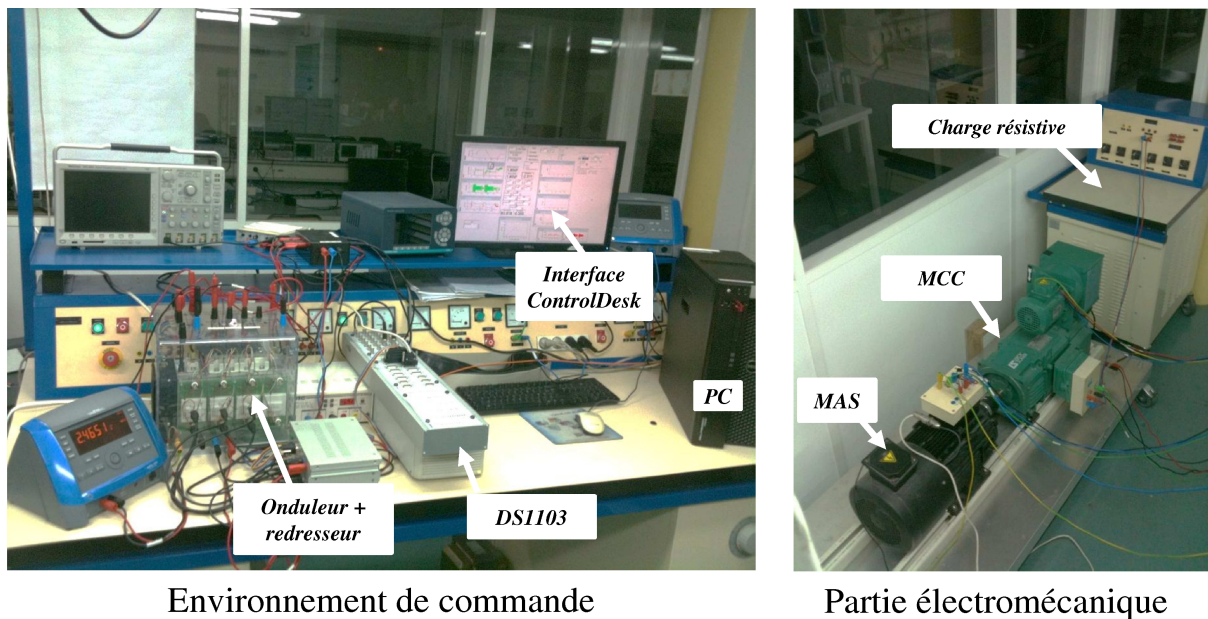 Interface
ControlDesk
PC
Onduleur +
redresseur
DS1103
Environnement de commande
Charge résistive
MCC
MAS
Partie électromécanique